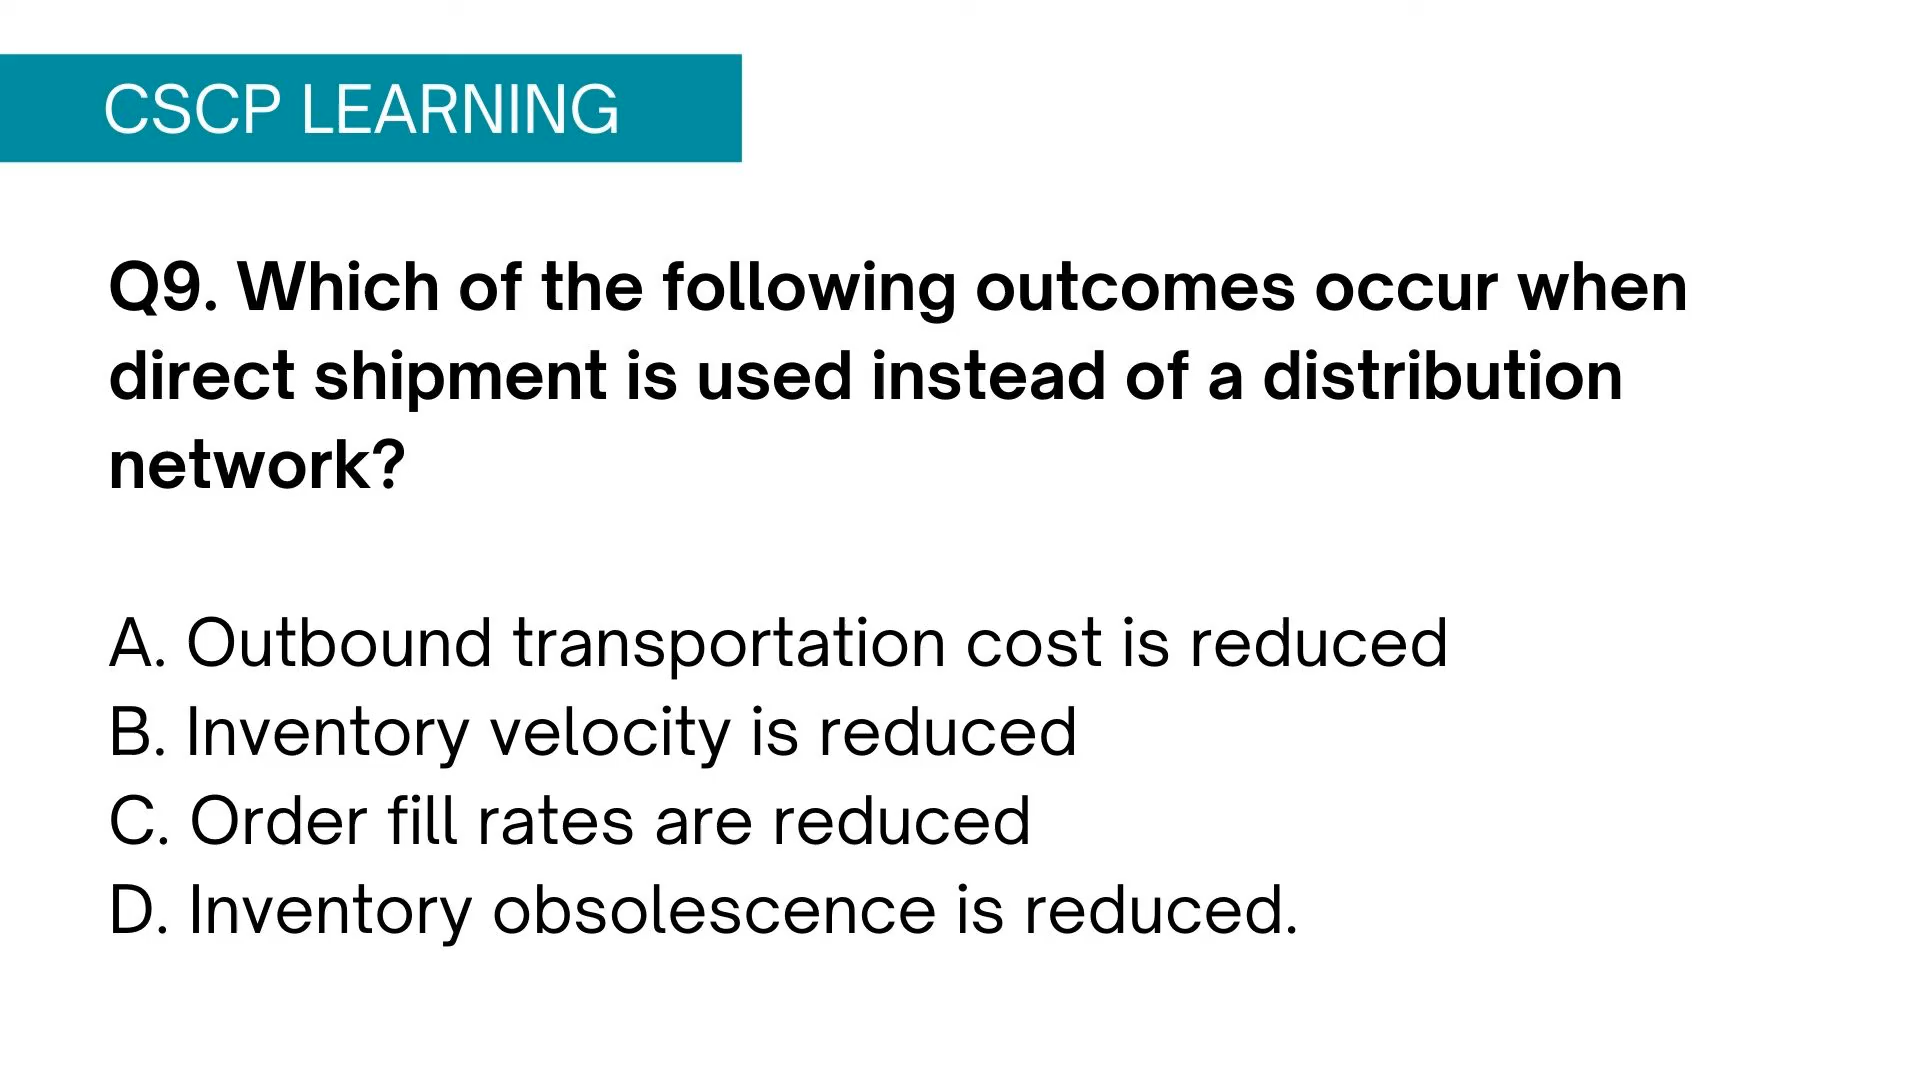 CSCP LEARNING
Q9. Which of the following outcomes occur when
direct shipment is used instead of a distribution
network?
A. Outbound transportation cost is reduced
B. Inventory velocity is reduced
C. Order fill rates are reduced
D. Inventory obsolescence is reduced.